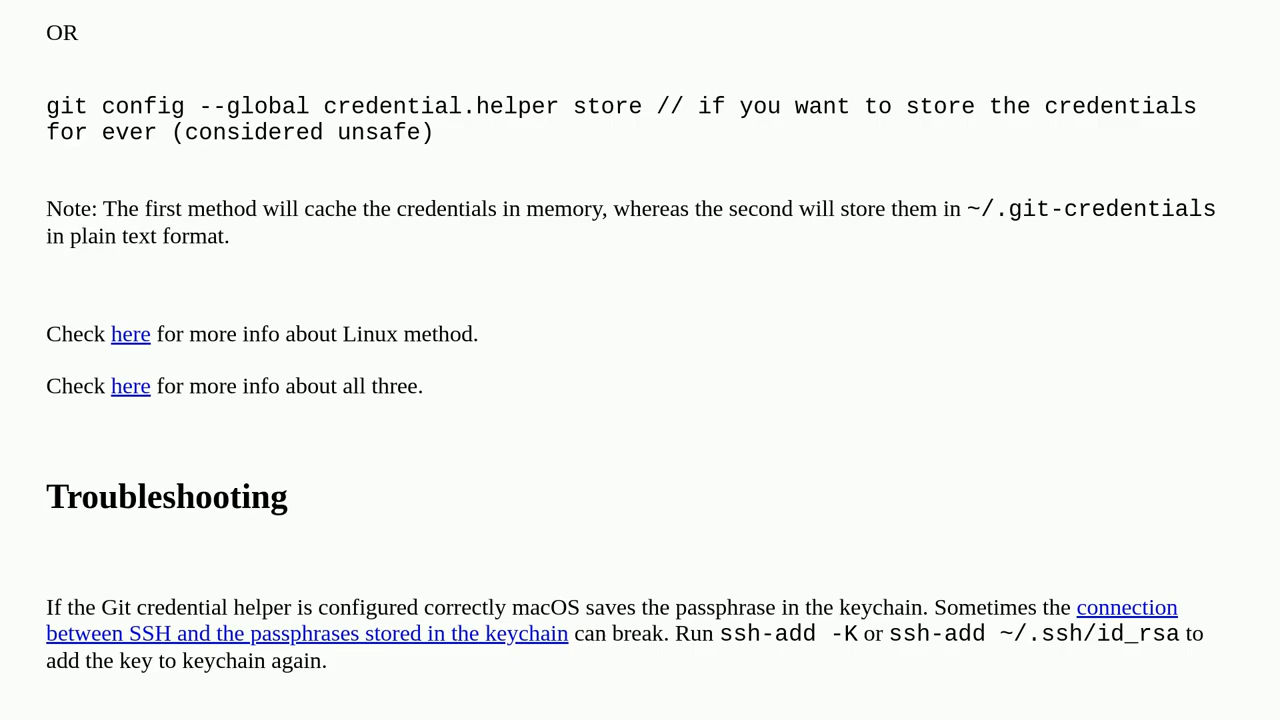 OR
git config --global credential.helper store // if you want to store the credentials
for ever (considered unsafe)
Note: The first method will cache the credentials in memory, whereas the second will store them in ~/.git-credentials
in plain text format.
Check here for more info about Linux method.
Check here for more info about all three.
Troubleshooting
If the Git credential helper is configured correctly macOS saves the passphrase in the keychain. Sometimes the connection
between SSH and the passphrases stored in the keychain can break. Run ssh-add -K or ssh-add ~/.ssh/id_rsa to
add the key to keychain again.